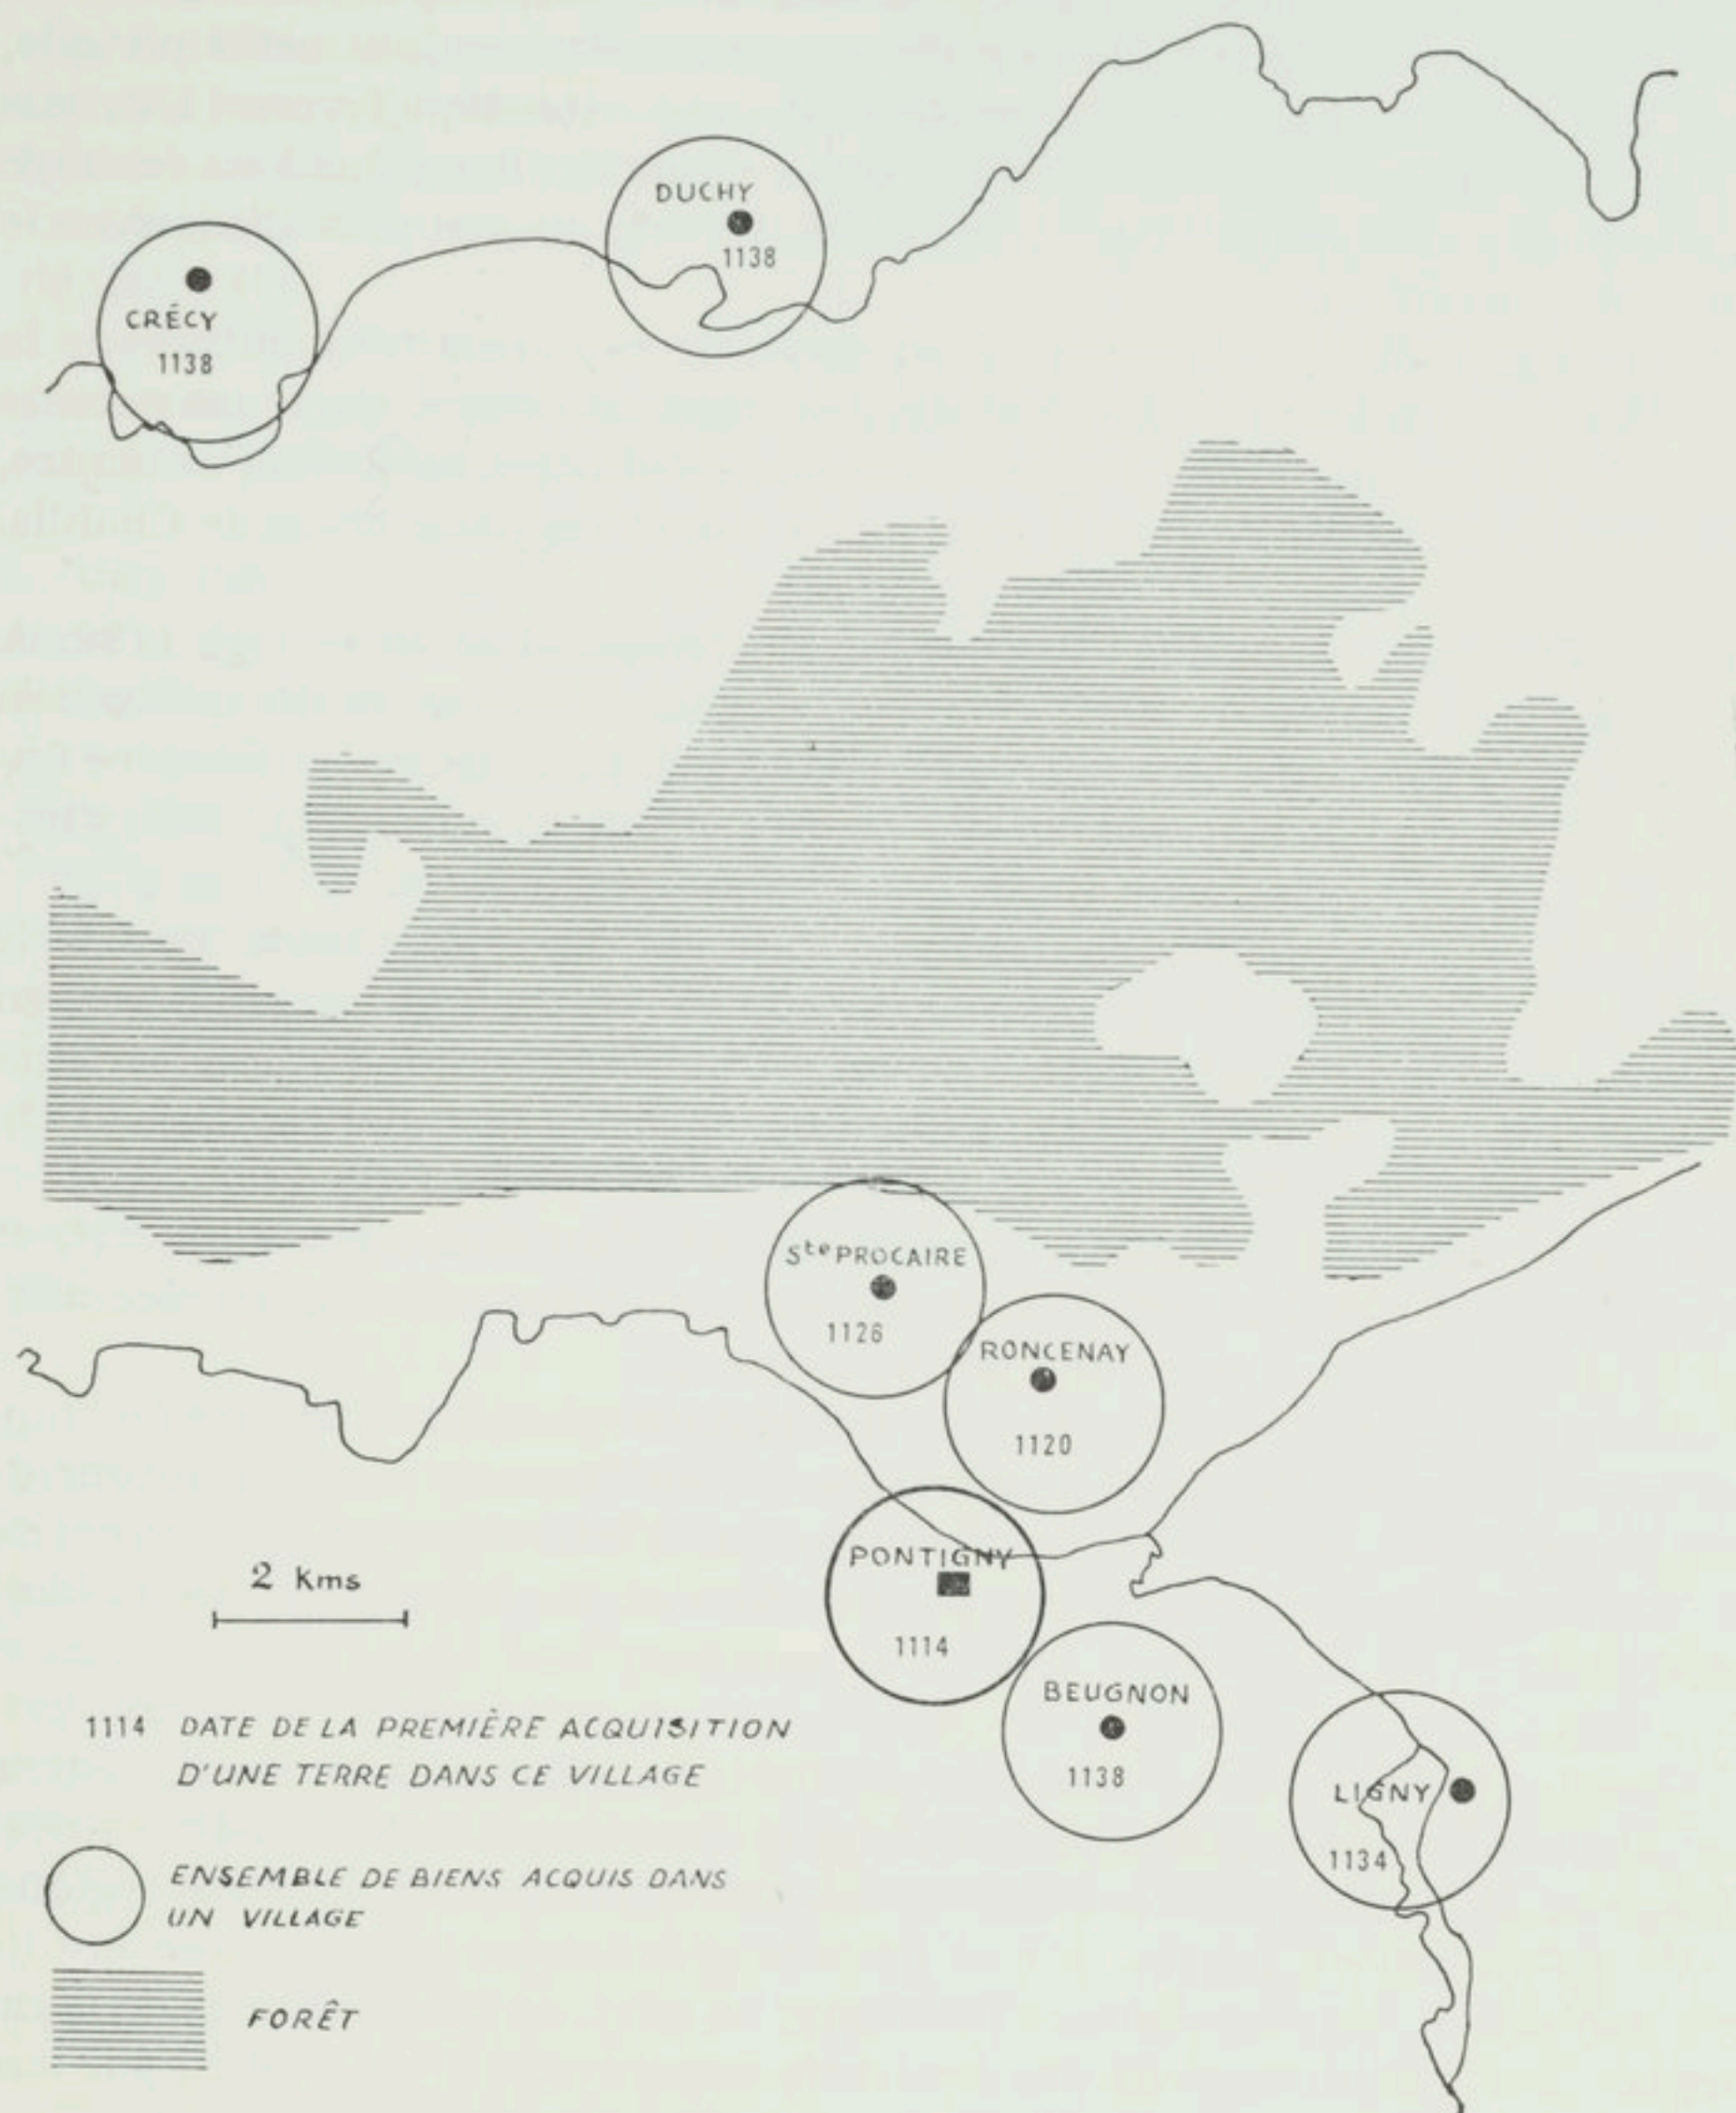 DUCHY
1138
CRÉCY
1138
Ste PROCAIRE
1126
RONCENAY
1120
PONTIGNY
1114
BEUGNON
1138
LIGNY
1134
2 Kms
1114 DATE DE LA PREMIÈRE ACQUISITION
D'UNE TERRE DANS CE VILLAGE
ENSEMBLE DE BIENS ACQUIS DANS
UN VILLAGE
FORÊT